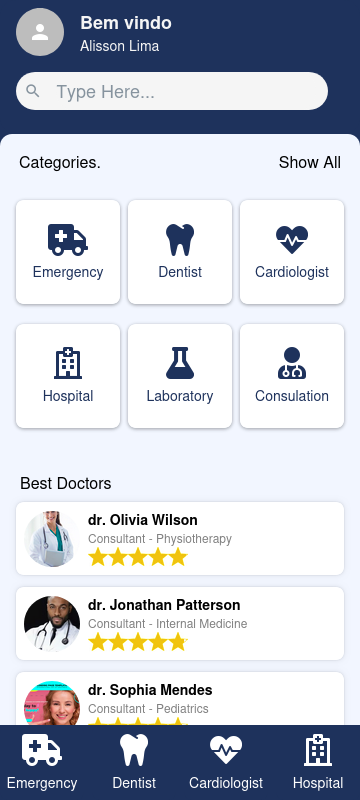 Bem vindo
Alisson Lima
Type Here...
Categories.
Show All
Emergency
Dentist
Cardiologist
Hospital
Laboratory
Consulation
Best Doctors
dr. Olivia Wilson
Consultant - Physiotherapy
dr. Jonathan Patterson
Consultant - Internal Medicine
dr. Sophia Mendes
Consultant - Pediatrics
Emergency
Dentist
Cardiologist
Hospital